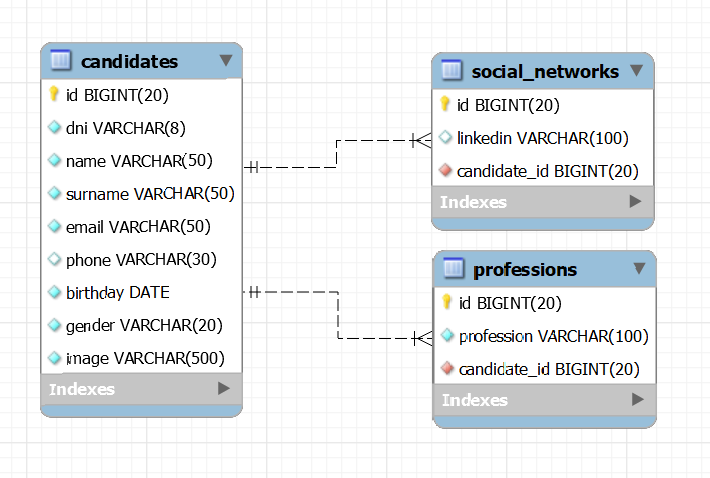 candidates
id BIGINT(20)
dni VARCHAR(8)
name VARCHAR(50)
surname VARCHAR(50)
email VARCHAR(50)
phone VARCHAR(30)
birthday DATE
gender VARCHAR(20)
image VARCHAR(500)
Indexes
social_networks
id BIGINT(20)
linkedin VARCHAR(100)
candidate_id BIGINT(20)
Indexes
professions
id BIGINT(20)
profession VARCHAR(100)
candidate_id BIGINT(20)
Indexes